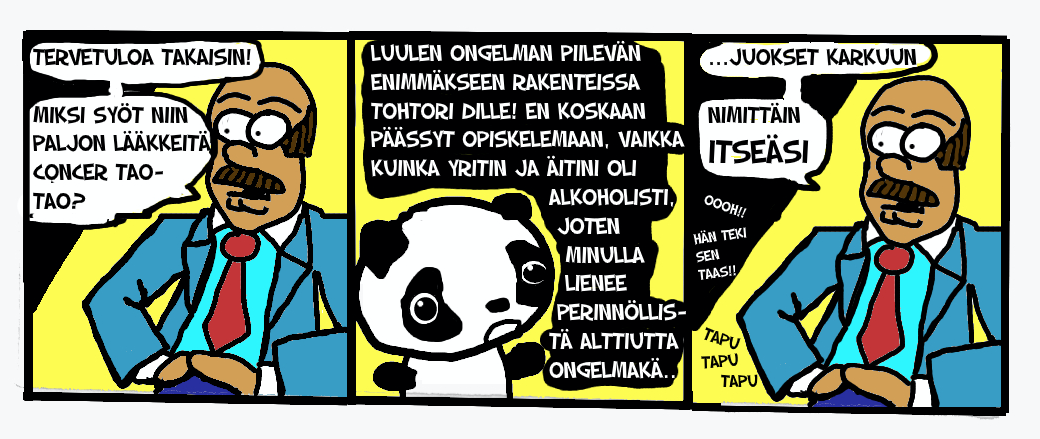 TERVETULOA TAKAISIN!
MIKSI SYÖT NIIN
PALJON LÄÄKKEITÄ
CONCER TAO-
TAO?
LUULEN ONGELMAN PIILEVÄN
ENIMMÄKSEEN RAKENTEISSA
TOHTORI DILLE! EN KOSKAAN
PÄÄSSYT OPISKELEMAAN, VAIKKA
KUINKA YRITIN JA ÄITINI OLI
ALKOHOLISTI,
JOTEN
MINULLA
LIENEE
PERINNÖLLIS-
TÄ ALTTIUTTA
ONGELMAKÄ..
...JUOKSET KARKUUN
NIMITTÄIN
ITSEÄSI
OOOH!!
HÄN TEKI
SEN
TAAS!!
TAPU
TAPU
TAPU